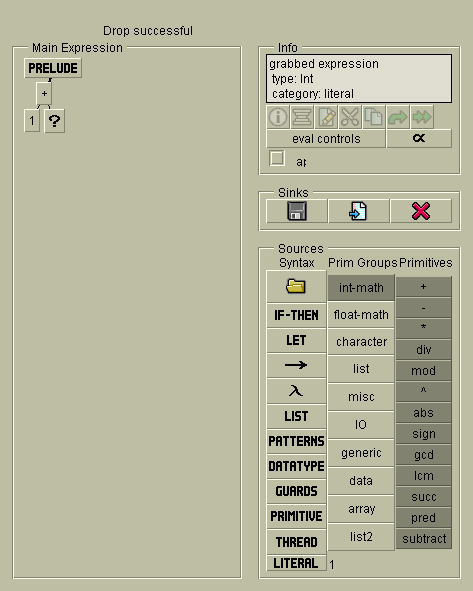 Drop successful
Main Expression
PRELUDE
+
1 ?
Info
grabbed expression
type: Int
category: literal
eval controls
∝
Sinks
Sources
Syntax Prim Groups Primitives
IF-THEN
LET
→
λ
LIST
PATTERNS
DATATYPE
GUARDS
PRIMITIVE
THREAD
LITERAL 1
int-math
float-math
character
list
misc
IO
generic
data
array
list2
+
-
*
div
mod
^
abs
sign
gcd
lcm
succ
pred
subtract